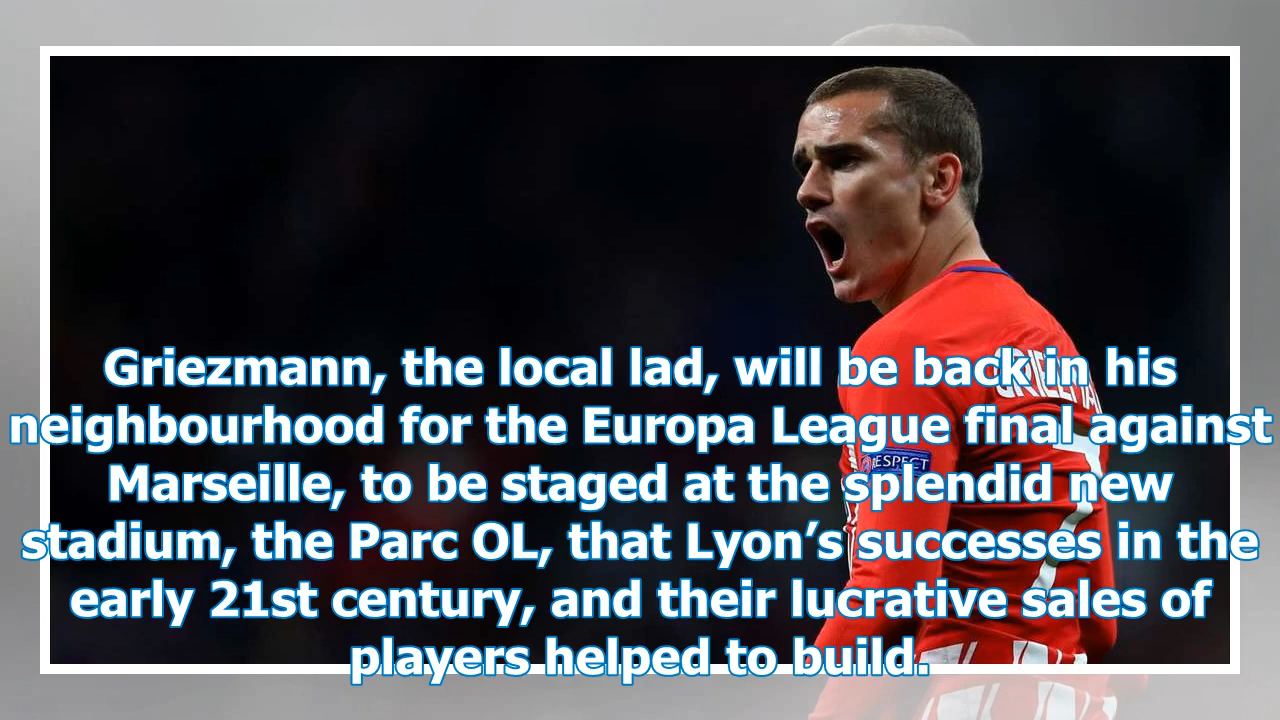 Griezmann, the local lad, will be back in his
neighbourhood for the Europa League final against
Marseille, to be staged at the splendid new
stadium, the Parc OL, that Lyon’s successes in the
early 21st century, and their lucrative sales of
players helped to build.
RESPECT
7